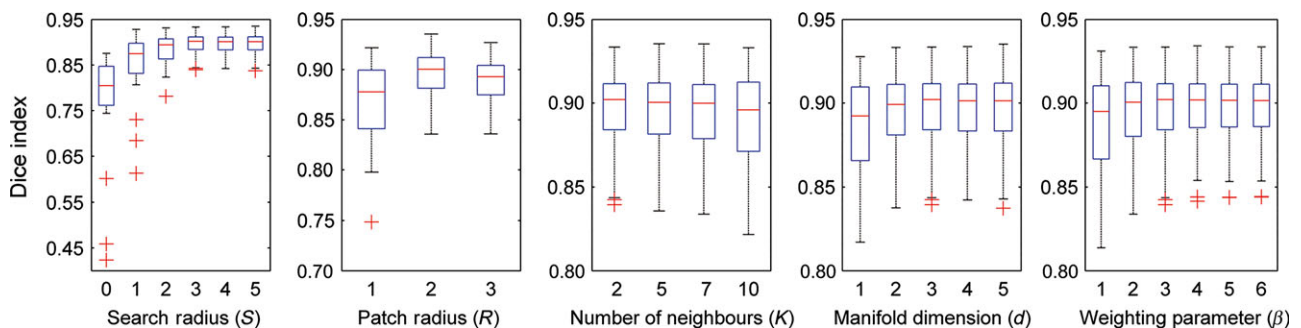 Dice index
0.95
0.85
0.75
0.65
0.55
0.45
0 1 2 3 4 5
Search radius (S)
0.95
0.90
0.85
0.80
0.75
0.70
1 2 3
Patch radius (R)
0.95
0.90
0.85
0.80
2 5 7 10
Number of neighbours (K)
0.95
0.90
0.85
0.80
1 2 3 4 5
Manifold dimension (d)
0.95
0.90
0.85
0.80
1 2 3 4 5 6
Weighting parameter (β)